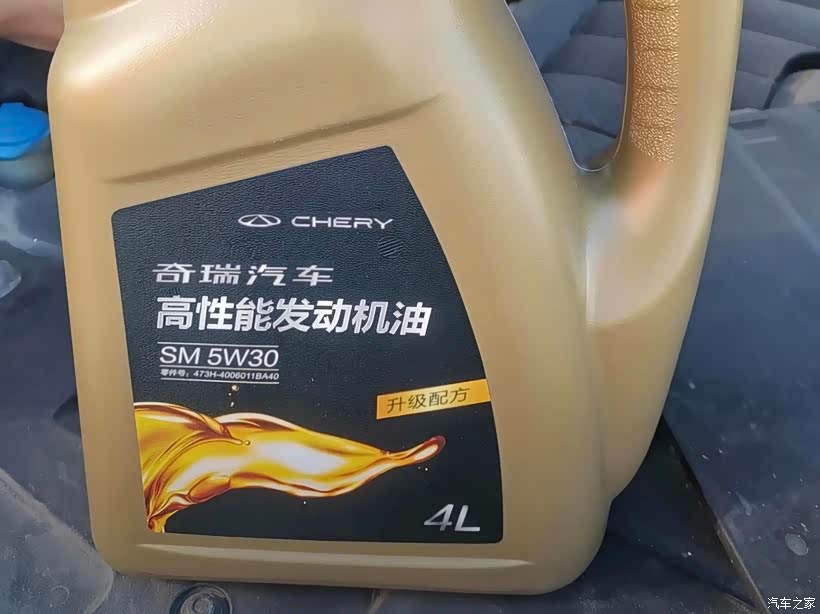 CHERY
奇瑞汽车
高性能发动机油
SM 5W30
零件号：473H-4006011BA40
升级配方
4L
汽车之家